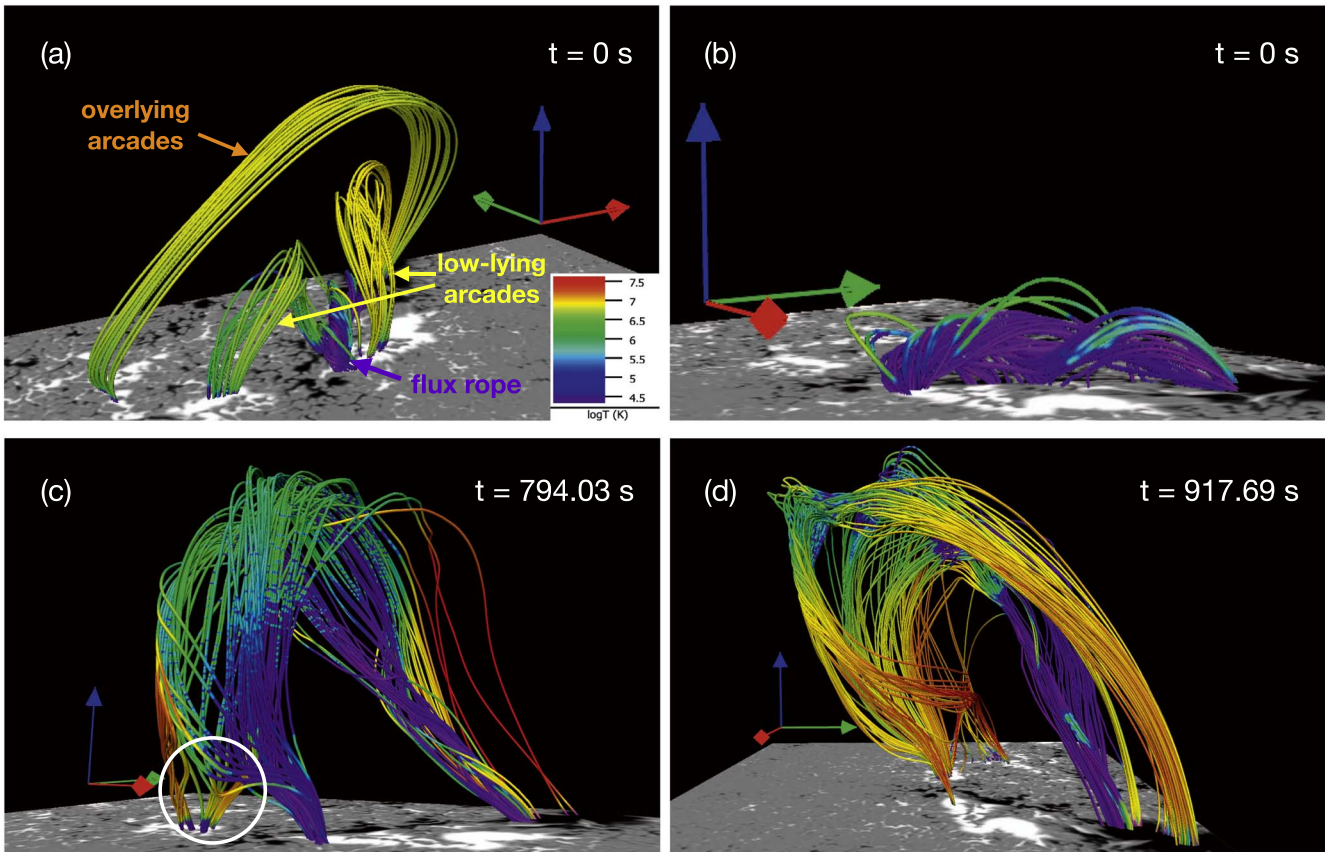 (a)
t = 0 s
overlying
arcades
low-lying
arcades
flux rope
7.5
7
6.5
6
5.5
5
4.5
logT (K)
(b)
t = 0 s
(c)
t = 794.03 s
(d)
t = 917.69 s